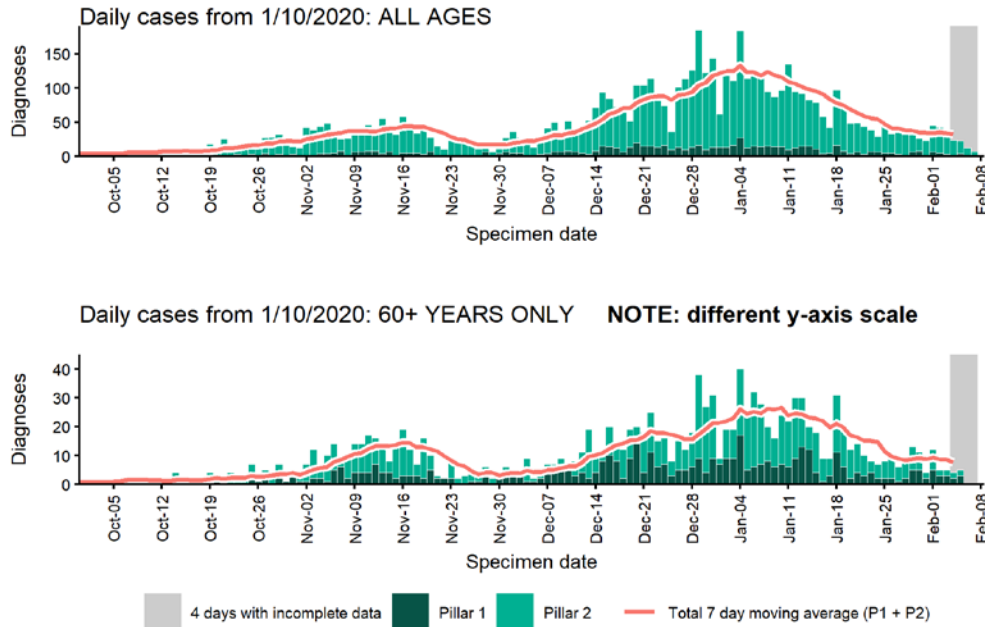 Daily cases from 1/10/2020: ALL AGES
Diagnoses
150
100
50
0
Oct-05
Oct-12
Oct-19
Oct-26
Nov-02
Nov-09
Nov-16
Nov-23
Nov-30
Dec-07
Dec-14
Dec-21
Dec-28
Jan-04
Jan-11
Jan-18
Jan-25
Feb-01
Feb-08
Specimen date
Daily cases from 1/10/2020: 60+ YEARS ONLY NOTE: different y-axis scale
Diagnoses
40
30
20
10
0
Oct-05
Oct-12
Oct-19
Oct-26
Nov-02
Nov-09
Nov-16
Nov-23
Nov-30
Dec-07
Dec-14
Dec-21
Dec-28
Jan-04
Jan-11
Jan-18
Jan-25
Feb-01
Feb-08
Specimen date
4 days with incomplete data Pillar 1 Pillar 2 Total 7 day moving average (P1 + P2)